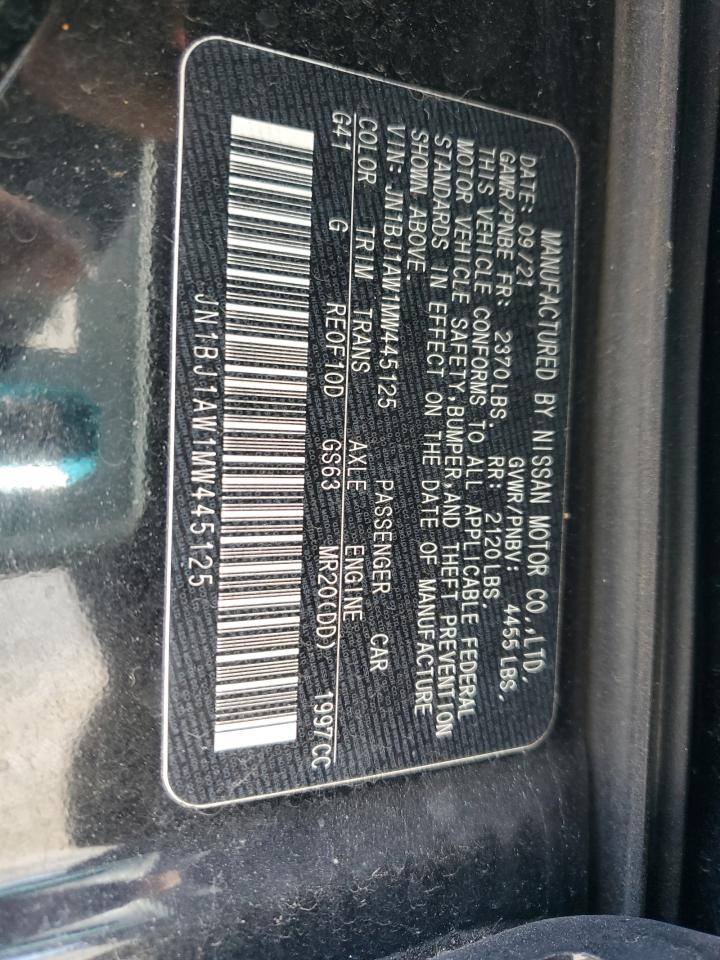 MANUFACTURED BY NISSAN MOTOR CO.,LTD.
DATE: 09/21 GVWR/PNBV: 4455 LBS,
GAWR/PNBE FR: 2370 LBS. RR: 2120 LBS.
THIS VEHICLE CONFORMS TO ALL APPLICABLE FEDERAL
MOTOR VEHICLE SAFETY, BUMPER, AND THEFT PREVENTION
STANDARDS IN EFFECT ON THE DATE OF MANUFACTURE
SHOWN ABOVE.
VIN: JN1BJ1AW1MW445125 PASSENGER CAR
COLOR TRIM TRANS AXLE ENGINE
G41 G RE0F10D GS63 MR20(DD) 1997CC
JN1BJ1AW1MW445125